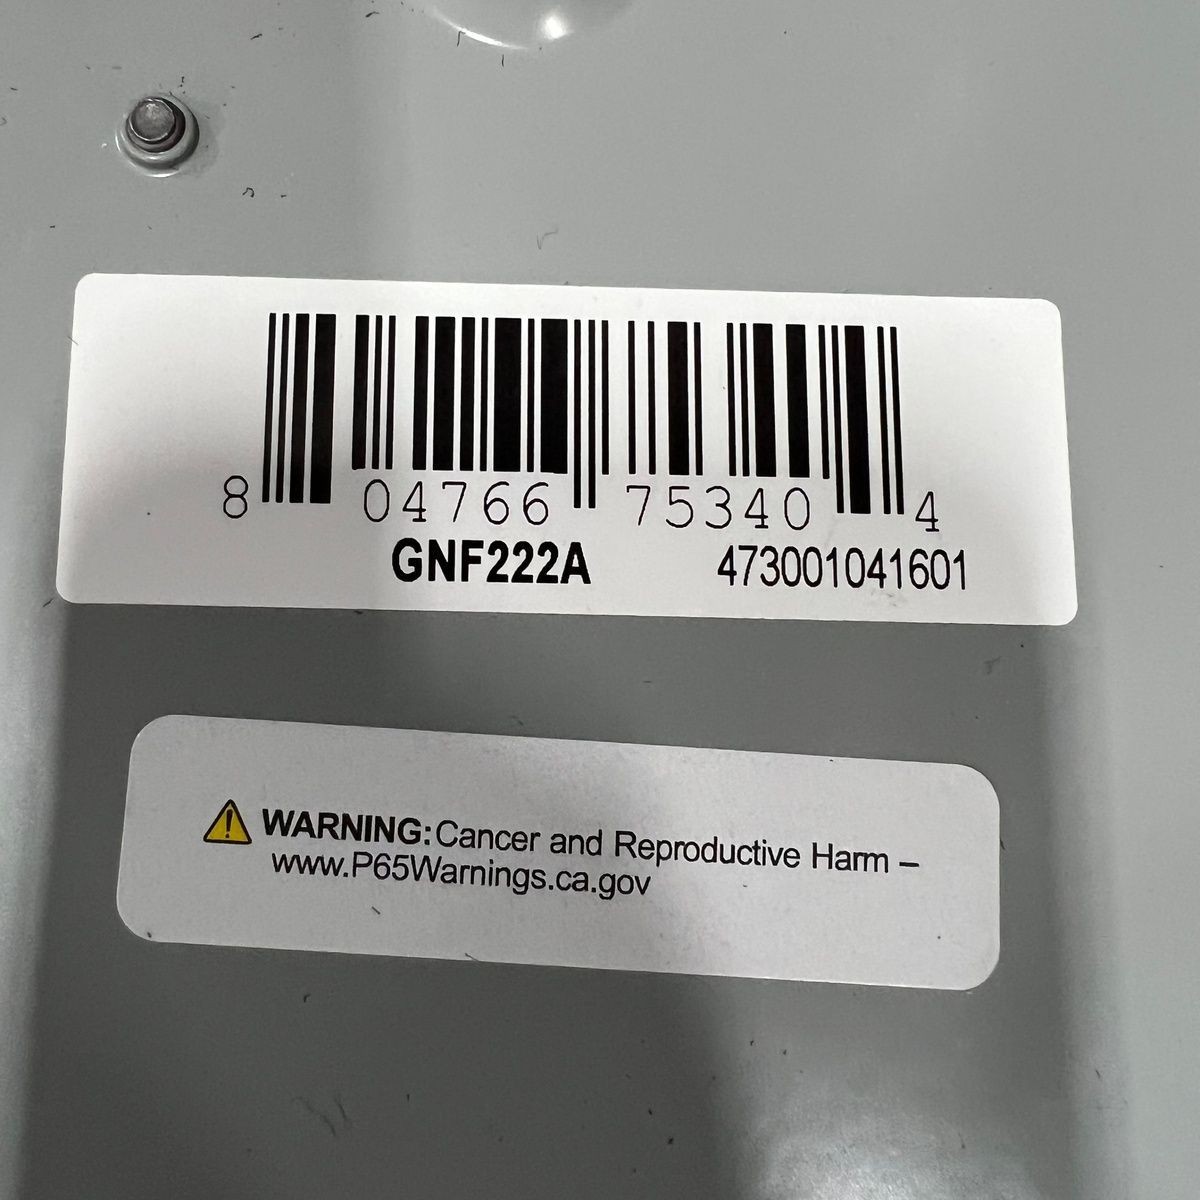 8 04766 75340 4
GNF222A 473001041601
WARNING: Cancer and Reproductive Harm –
www.P65Warnings.ca.gov